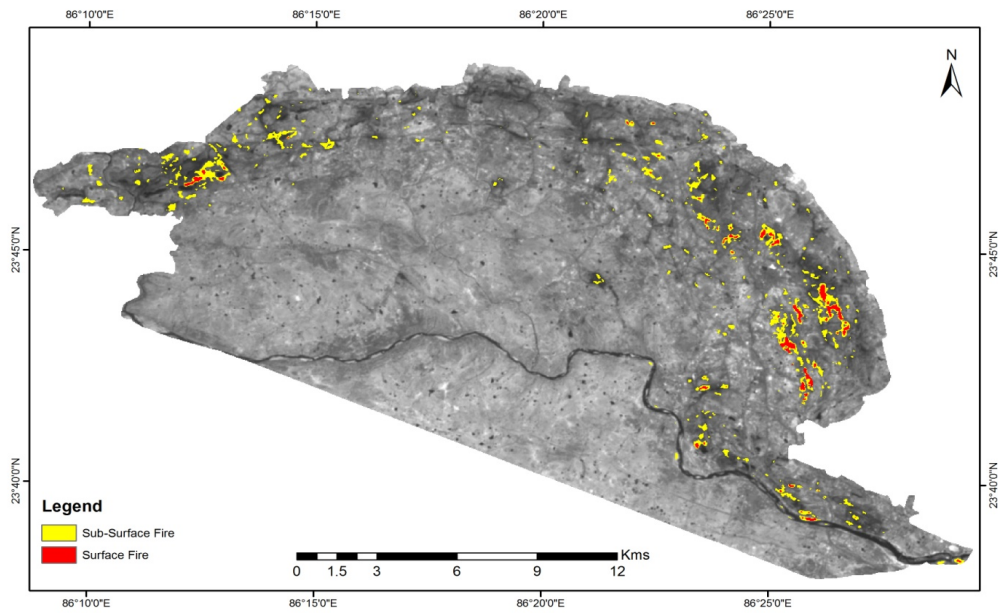 86°10'0"E 86°15'0"E 86°20'0"E 86°25'0"E
N
23°45'0"N 23°45'0"N
23°40'0"N 23°40'0"N
Legend
Sub-Surface Fire
Surface Fire
Kms
0 1.5 3 6 9 12
86°10'0"E 86°15'0"E 86°20'0"E 86°25'0"E